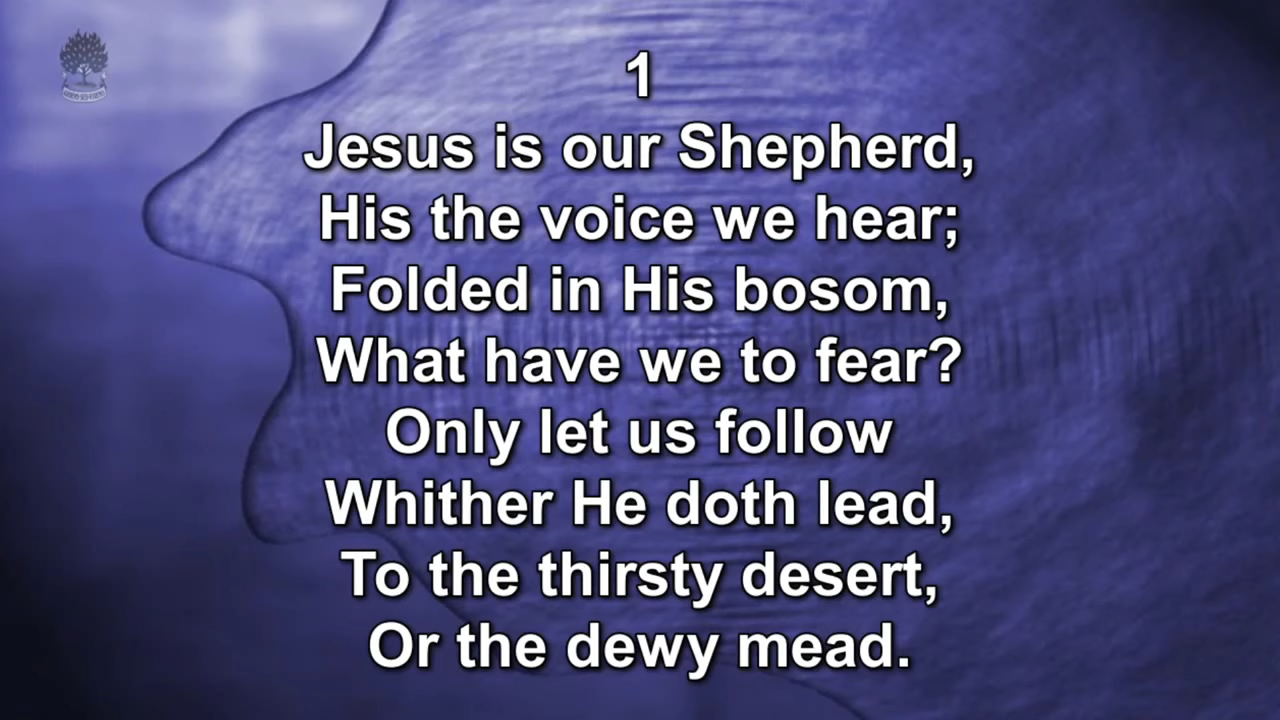 1
Jesus is our Shepherd,
His the voice we hear;
Folded in His bosom,
What have we to fear?
Only let us follow
Whither He doth lead,
To the thirsty desert,
Or the dewy mead.